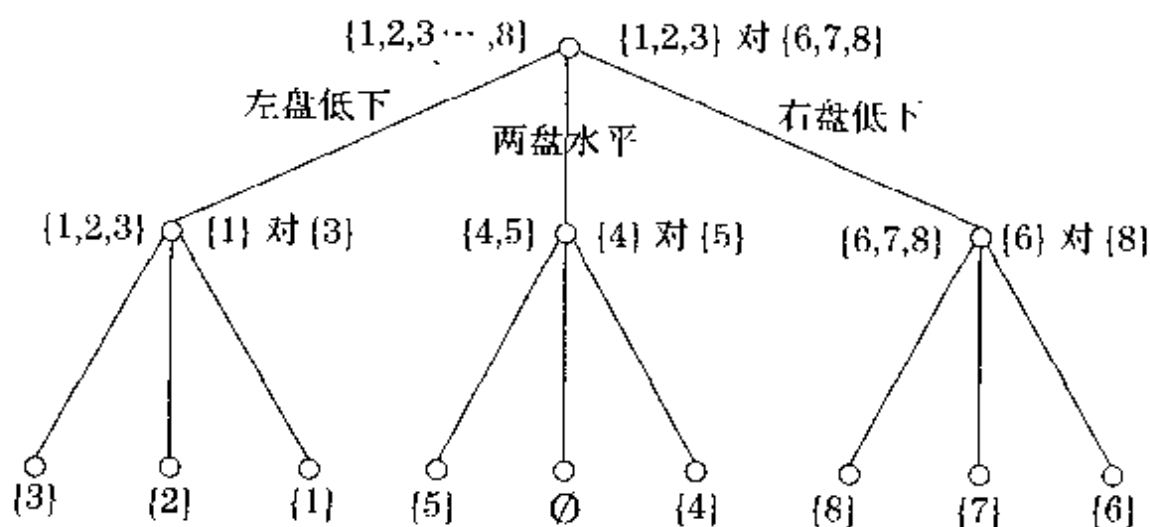 {1,2,3⋯,8} {1,2,3} 对 {6,7,8}
左盘低下 两盘水平 右盘低下
{1,2,3} {1} 对 {3} {4,5} {4} 对 {5} {6,7,8} {6} 对 {8}
{3} {2} {1} {5} ∅ {4} {8} {7} {6}